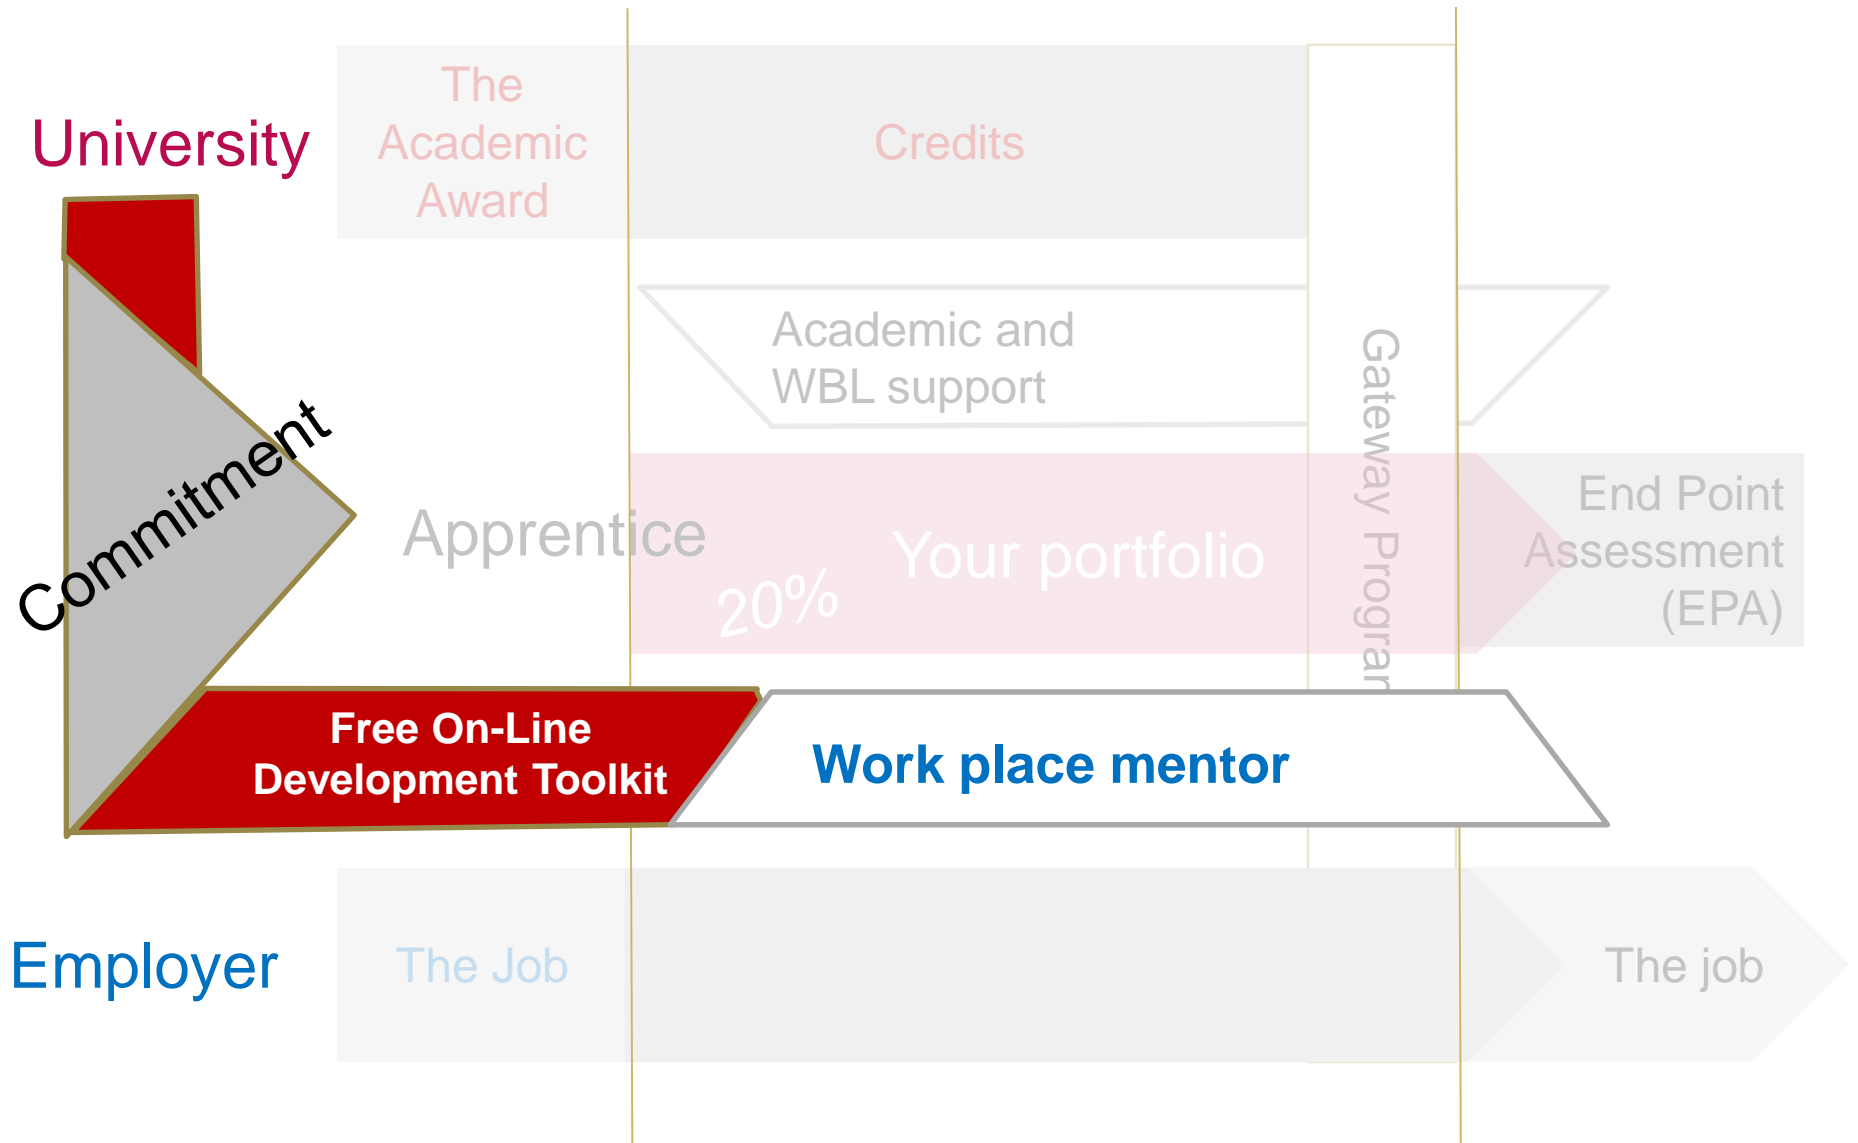 The
Academic
Award
Credits
University
Academic and
WBL support
Gateway
Commitment
Apprentice
20%
Your portfolio
End Point
Assessment
(EPA)
Free On-Line
Development Toolkit
Work place mentor
Employer
The Job
The job